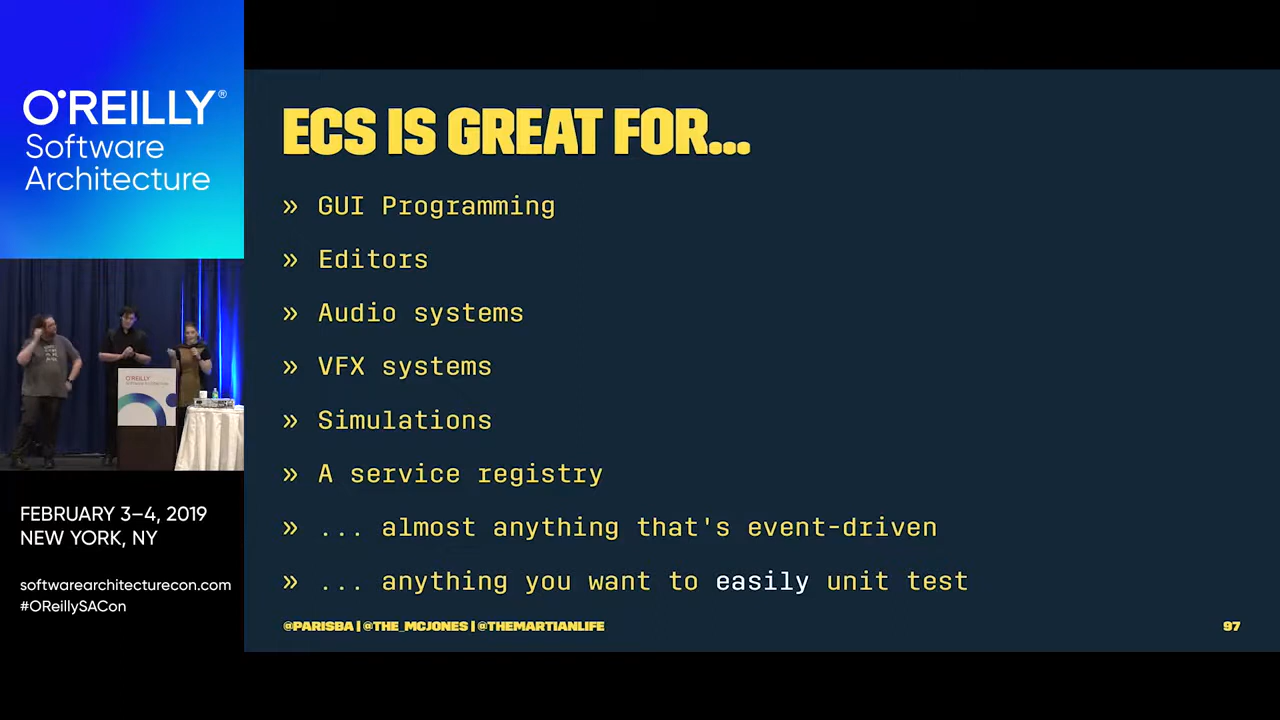 O'REILLY®
Software
Architecture
FEBRUARY 3–4, 2019
NEW YORK, NY
softwarearchitecturecon.com
#OReillySACon
ECS IS GREAT FOR...
» GUI Programming
» Editors
» Audio systems
» VFX systems
» Simulations
» A service registry
» ... almost anything that's event-driven
» ... anything you want to easily unit test
@PARISBA | @THE_MCJONES | @THEMARTIANLIFE
97
O'REILLY